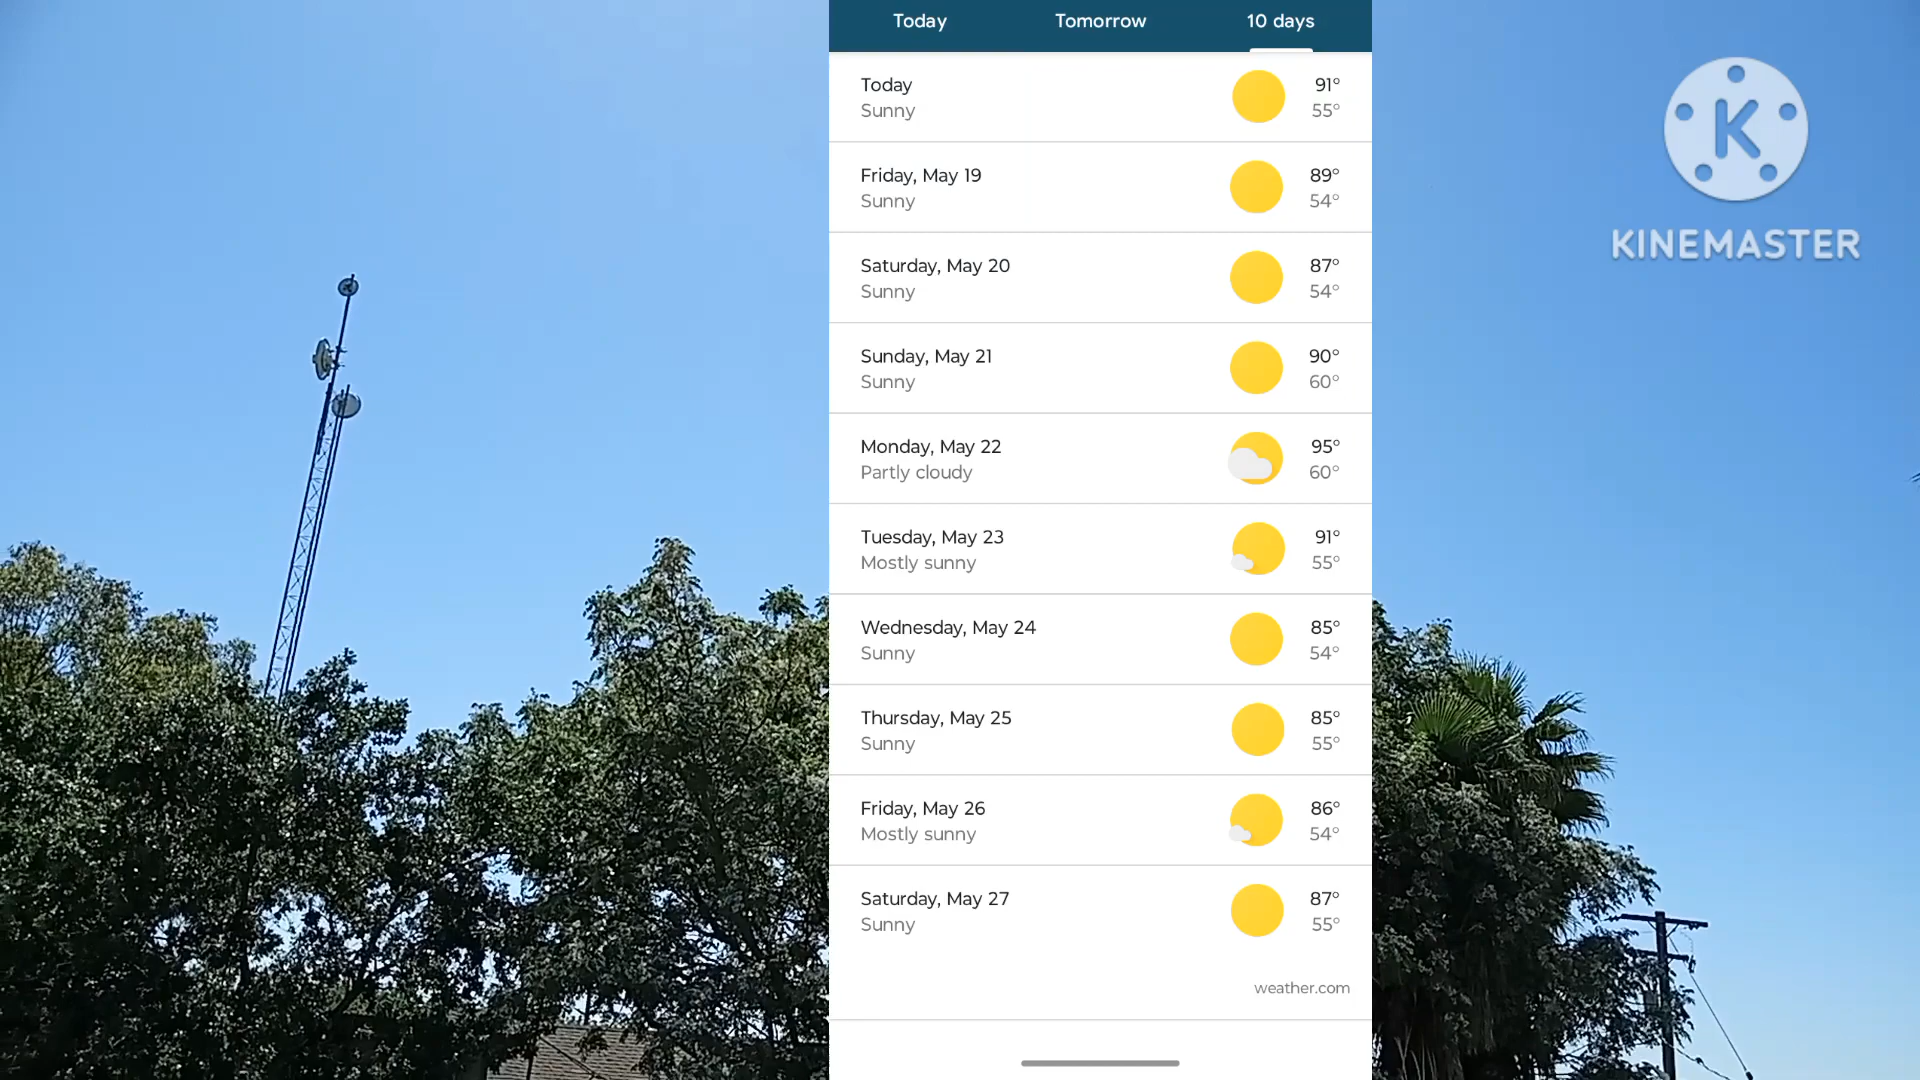 Today Tomorrow 10 days
Today
Sunny
91°
55°
Friday, May 19
Sunny
89°
54°
Saturday, May 20
Sunny
87°
54°
Sunday, May 21
Sunny
90°
60°
Monday, May 22
Partly cloudy
95°
60°
Tuesday, May 23
Mostly sunny
91°
55°
Wednesday, May 24
Sunny
85°
54°
Thursday, May 25
Sunny
85°
55°
Friday, May 26
Mostly sunny
86°
54°
Saturday, May 27
Sunny
87°
55°
weather.com
K
KINEMASTER